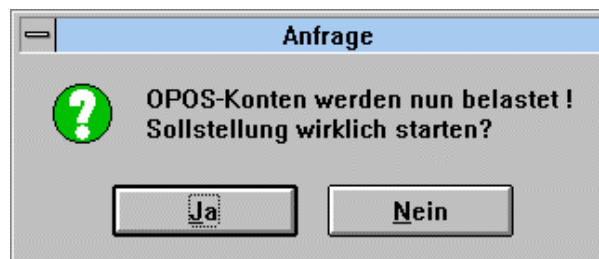 Anfrage
OPOS-Konten werden nun belastet !
Sollstellung wirklich starten?
Ja
Nein